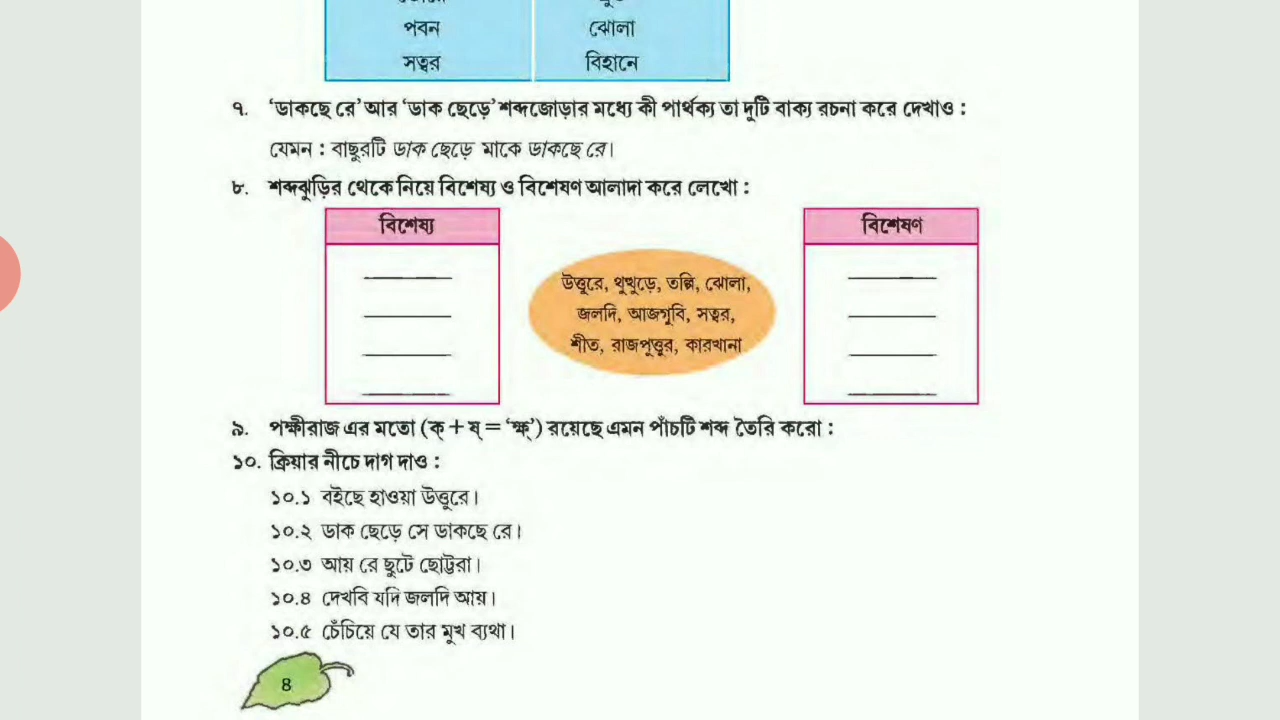 পবন ঝোলা
সত্বর বিহানে
৭. ‘ডাকছে রে’ আর ‘ডাক ছেড়ে’ শব্দজোড়ার মধ্যে কী পার্থক্য তা দুটি বাক্য রচনা করে দেখাও :
যেমন : বাছুরটি ডাক ছেড়ে মাকে ডাকছে রে।
৮. শব্দঝুড়ির থেকে নিয়ে বিশেষ্য ও বিশেষণ আলাদা করে লেখো :
বিশেষ্য
উত্তুরে, থুত্থুড়ে, তল্পি, ঝোলা,
জলদি, আজগুবি, সত্বর,
শীত, রাজপুত্তুর, কারখানা
বিশেষণ
৯. পক্ষীরাজ এর মতো (ক্ + ষ্ = ‘ক্ষ্’) রয়েছে এমন পাঁচটি শব্দ তৈরি করো :
১০. ক্রিয়ার নীচে দাগ দাও :
১০.১ বইছে হাওয়া উত্তুরে।
১০.২ ডাক ছেড়ে সে ডাকছে রে।
১০.৩ আয় রে ছুটে ছোট্টরা।
১০.৪ দেখবি যদি জলদি আয়।
১০.৫ চেঁচিয়ে যে তার মুখ ব্যথা।
8